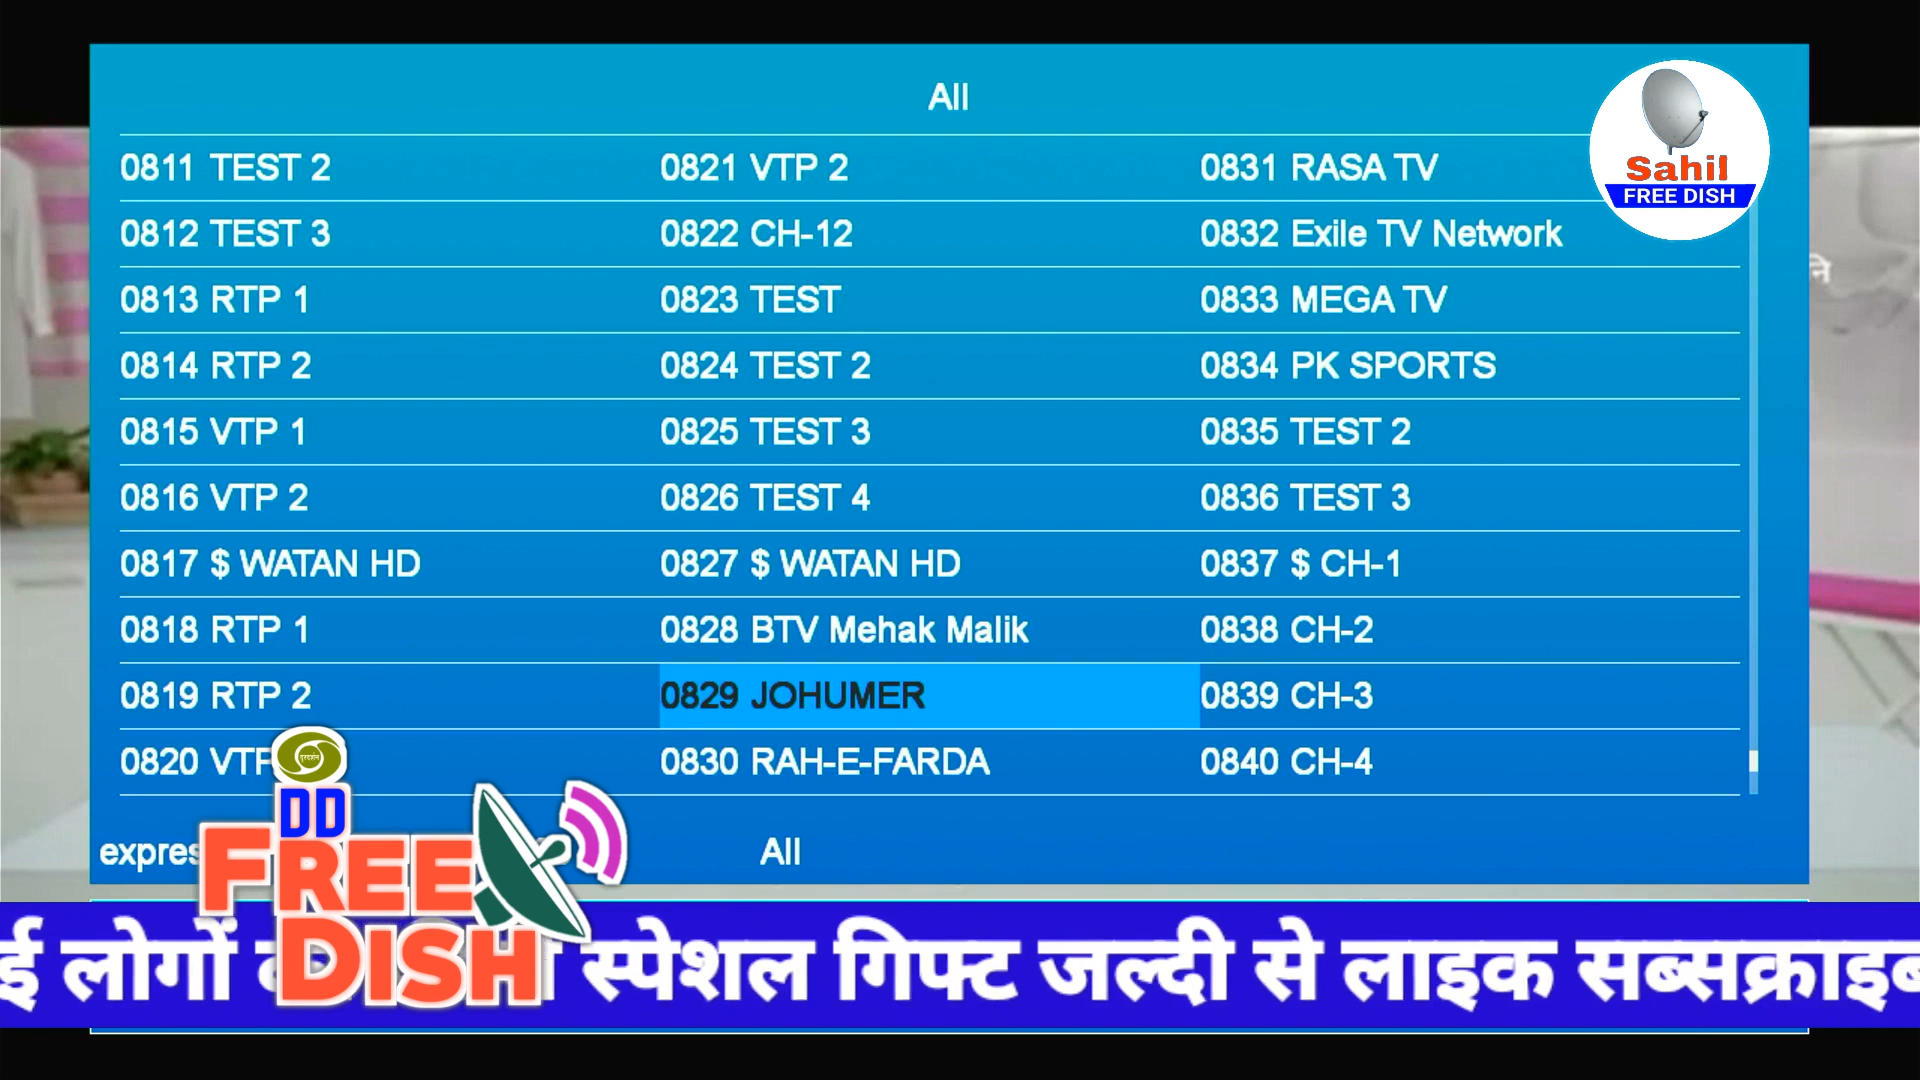 All
0811 TEST 2
0812 TEST 3
0813 RTP 1
0814 RTP 2
0815 VTP 1
0816 VTP 2
0817 $ WATAN HD
0818 RTP 1
0819 RTP 2
0820
0821 VTP 2
0822 CH-12
0823 TEST
0824 TEST 2
0825 TEST 3
0826 TEST 4
0827 $ WATAN HD
0828 BTV Mehak Malik
0829 JOHUMER
0830 RAH-E-FARDA
0831 RASA TV
0832 Exile TV Network
0833 MEGA TV
0834 PK SPORTS
0835 TEST 2
0836 TEST 3
0837 $ CH-1
0838 CH-2
0839 CH-3
0840 CH-4
Sahil
FREE DISH
All
दूरदर्शन
DD
FREE
DISH
लोगों स्पेशल गिफ्ट जल्दी से लाइक